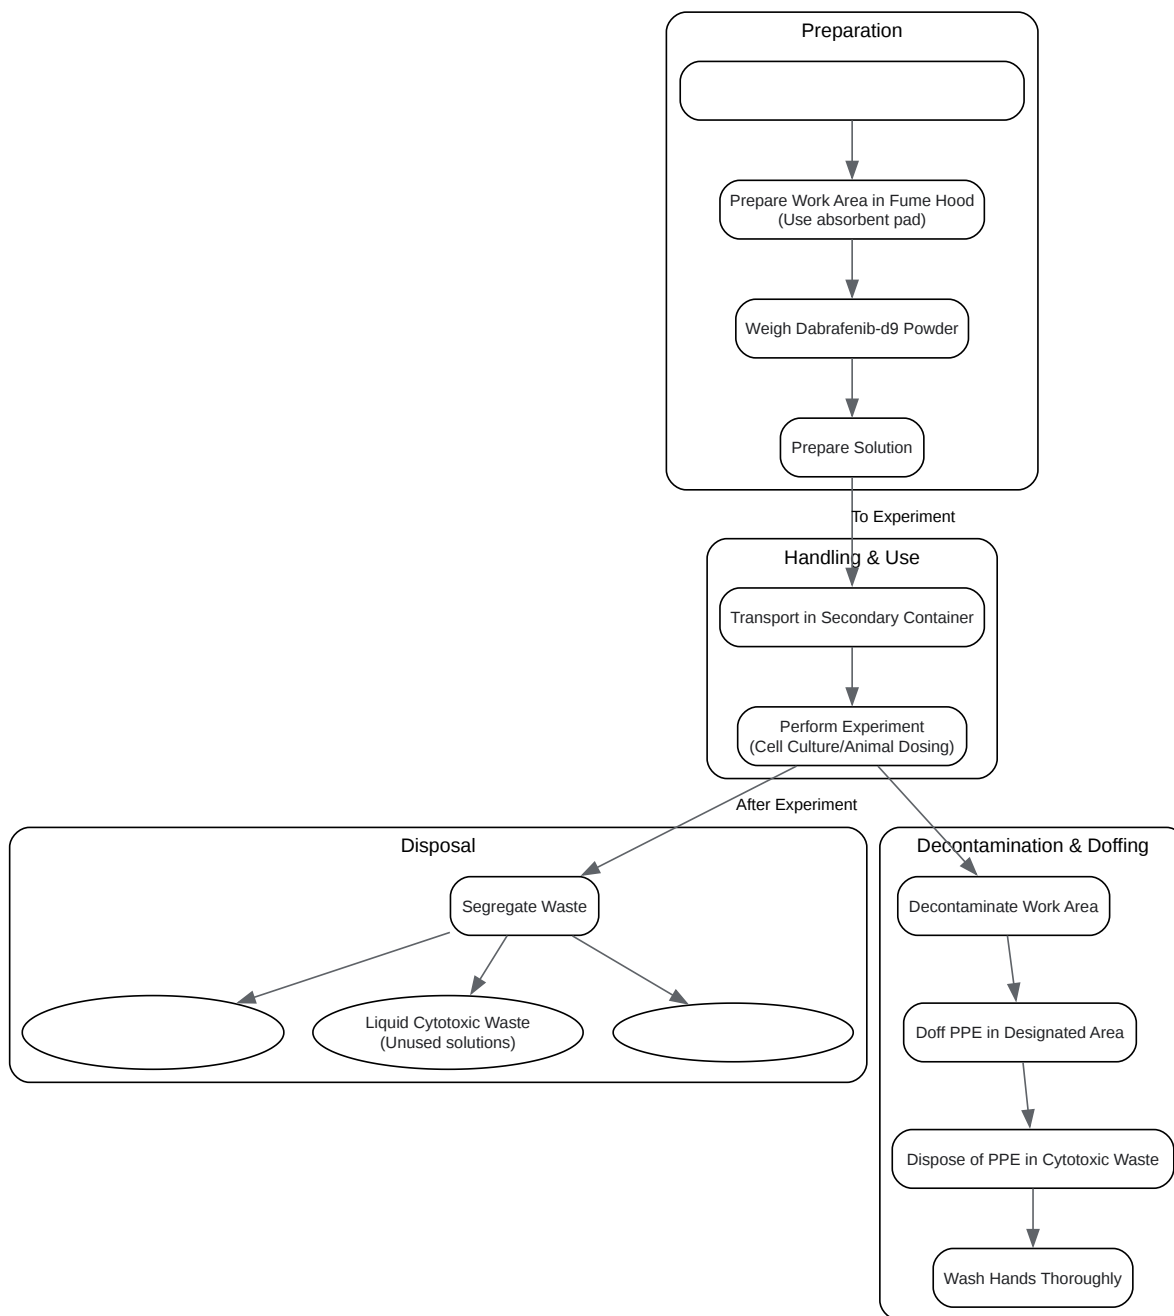 Preparation
Prepare Work Area in Fume Hood
(Use absorbent pad)
Weigh Dabrafenib-d9 Powder
Prepare Solution
To Experiment
Handling & Use
Transport in Secondary Container
Perform Experiment
(Cell Culture/Animal Dosing)
After Experiment
Disposal
Segregate Waste
Liquid Cytotoxic Waste
(Unused solutions)
Decontamination & Doffing
Decontaminate Work Area
Doff PPE in Designated Area
Dispose of PPE in Cytotoxic Waste
Wash Hands Thoroughly